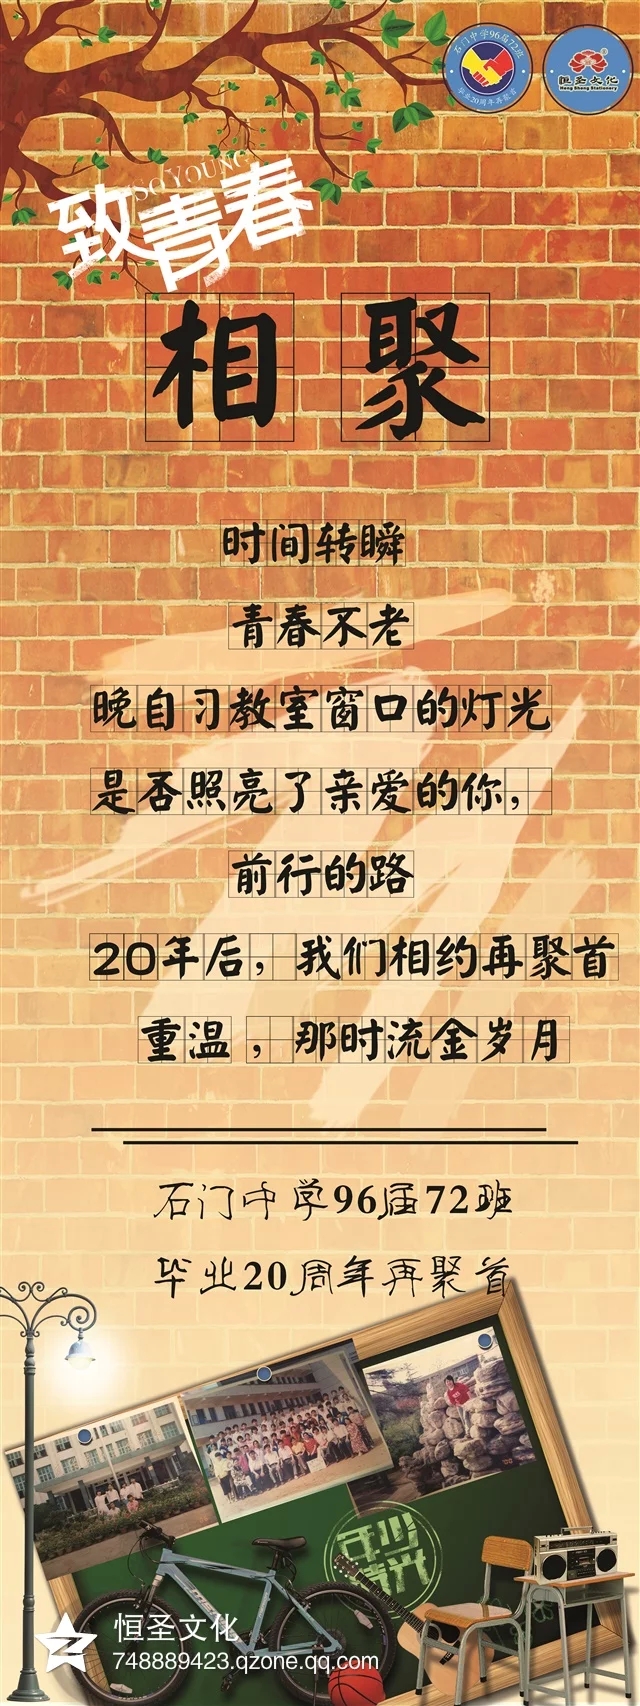 石门中学96届72班
毕业20周年再聚首
恒圣文化
Heng Sheng Stationery
SO YOUNG
致青春
相聚
时间转瞬
青春不老
晚自习教室窗口的灯光
是否照亮了亲爱的你，
前行的路
20年后，我们相约再聚首
重温，那时流金岁月
石门中学96届72班
毕业20周年再聚首
恒圣文化
748889423.qzone.qq.com